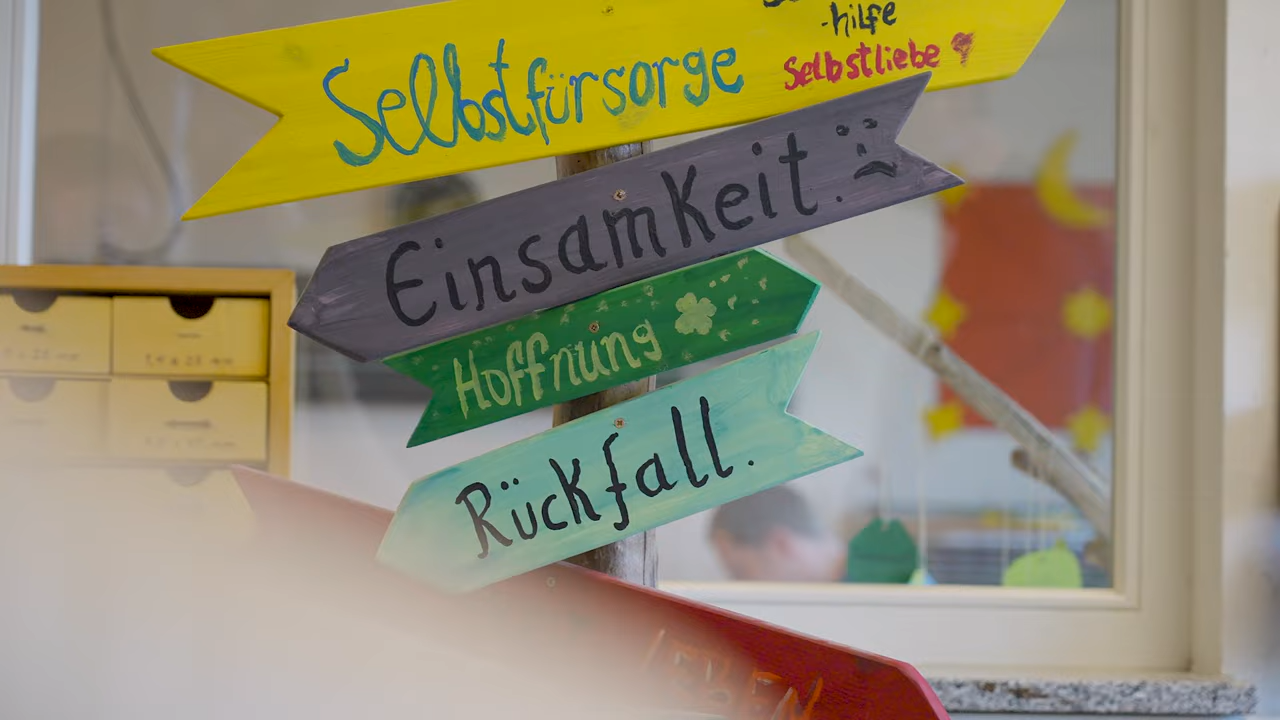 Selbstfürsorge
-hilfe
Selbstliebe
Einsamkeit.
Hoffnung
Rückfall.